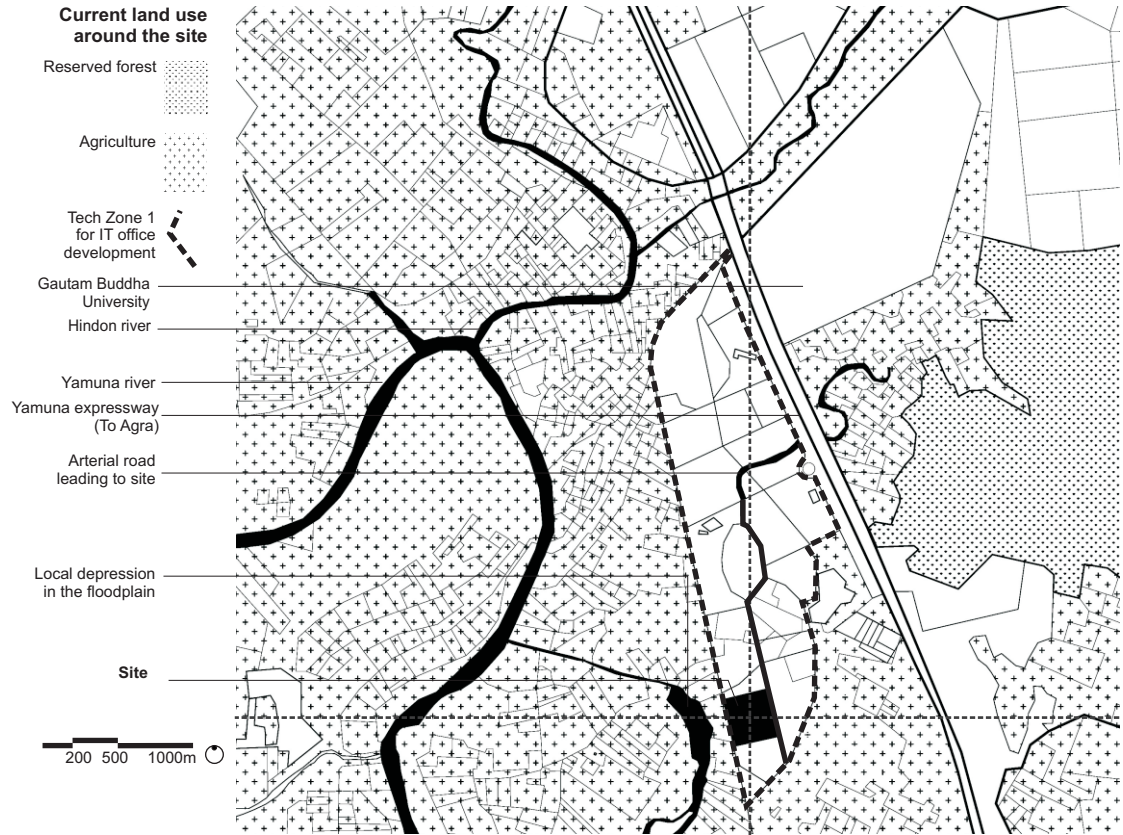 Current land use
around the site
Reserved forest
Agriculture
Tech Zone 1
for IT office
development
Gautam Buddha
University
Hindon river
Yamuna river
Yamuna expressway
(To Agra)
Arterial road
leading to site
Local depression
in the floodplain
Site
200 500 1000m